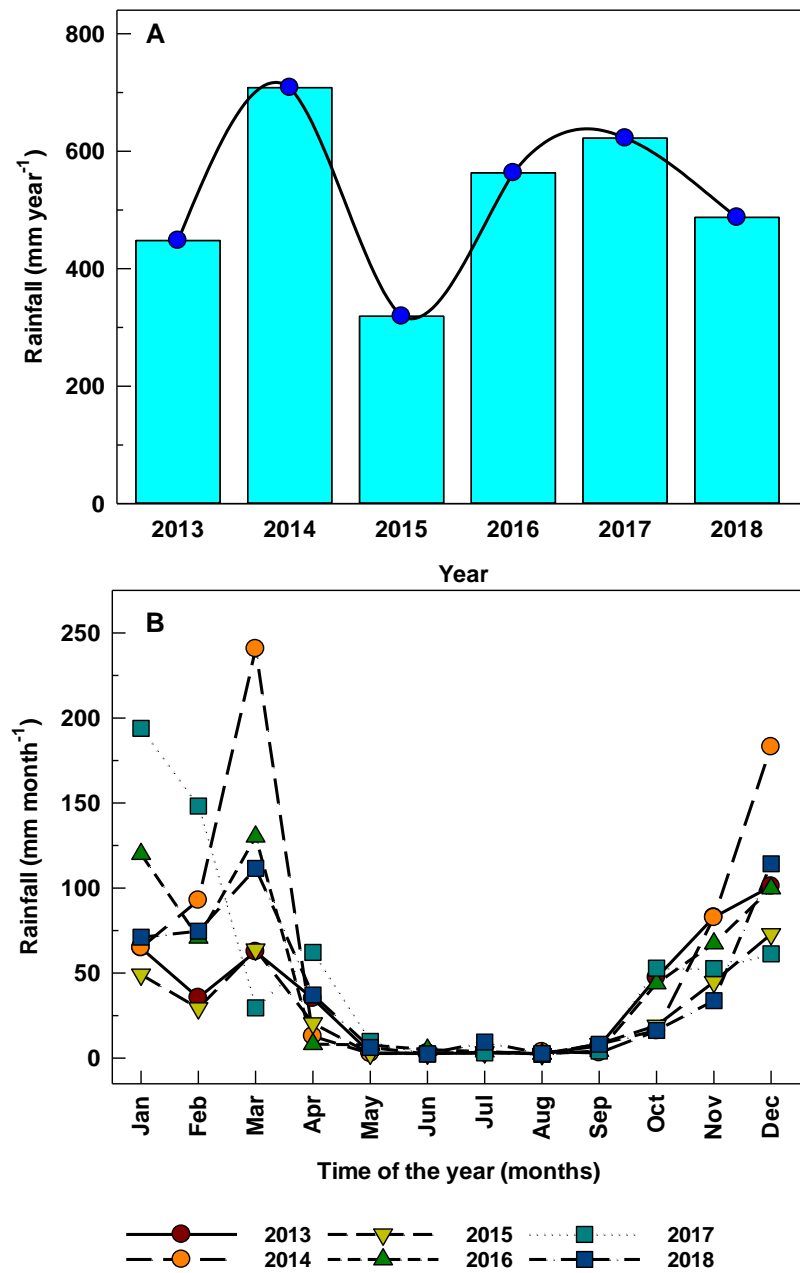 A
Rainfall (mm year-1)
800
600
400
200
0
2013 2014 2015 2016 2017 2018
Year
B
Rainfall (mm month-1)
250
200
150
100
50
0
Jan Feb Mar Apr May Jun Jul Aug Sep Oct Nov Dec
Time of the year (months)
2013 2015 2017
2014 2016 2018